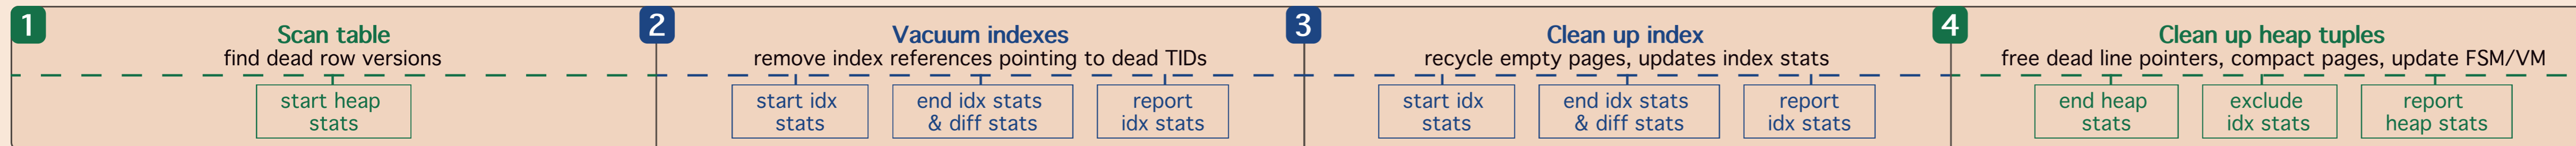 1
Scan table
find dead row versions
start heap
stats
2
Vacuum indexes
remove index references pointing to dead TIDs
start idx
stats
end idx stats
& diff stats
report
idx stats
3
Clean up index
recycle empty pages, updates index stats
start idx
stats
end idx stats
& diff stats
report
idx stats
4
Clean up heap tuples
free dead line pointers, compact pages, update FSM/VM
end heap
stats
exclude
idx stats
report
heap stats